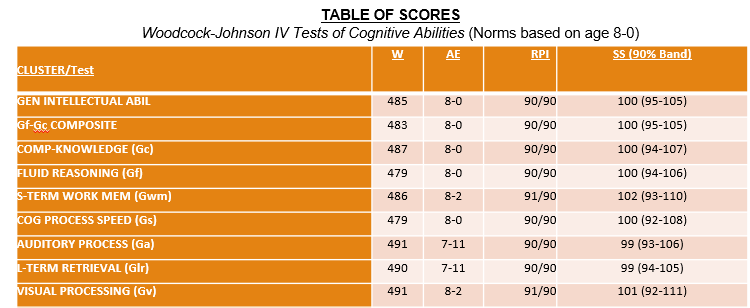 TABLE OF SCORES
Woodcock-Johnson IV Tests of Cognitive Abilities (Norms based on age 8-0)
CLUSTER/Test W AE RPI SS (90% Band)
GEN INTELLECTUAL ABIL 485 8-0 90/90 100 (95-105)
Gf-Gc COMPOSITE 483 8-0 90/90 100 (95-105)
COMP-KNOWLEDGE (Gc) 487 8-0 90/90 100 (94-107)
FLUID REASONING (Gf) 479 8-0 90/90 100 (94-106)
S-TERM WORK MEM (Gwm) 486 8-2 91/90 102 (93-110)
COG PROCESS SPEED (Gs) 479 8-0 90/90 100 (92-108)
AUDITORY PROCESS (Ga) 491 7-11 90/90 99 (93-106)
L-TERM RETRIEVAL (Glr) 490 7-11 90/90 99 (94-105)
VISUAL PROCESSING (Gv) 491 8-2 91/90 101 (92-111)